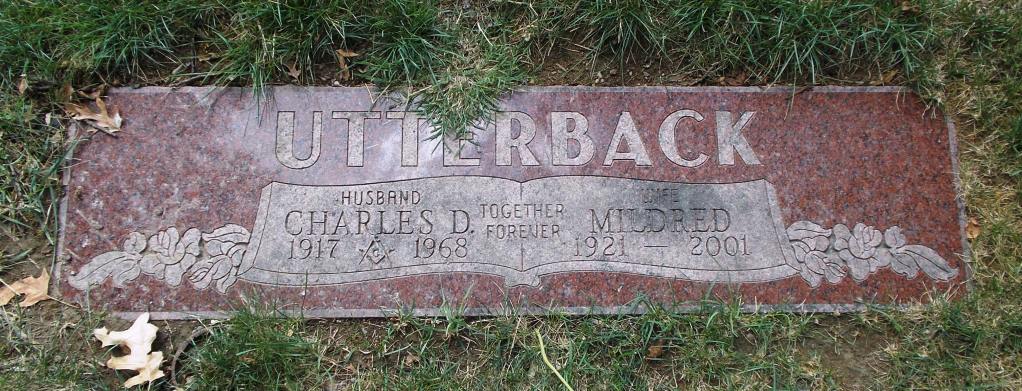 UTTERBACK
HUSBAND
CHARLES D.
1917 1968
TOGETHER
FOREVER
WIFE
MILDRED
1921 — 2001